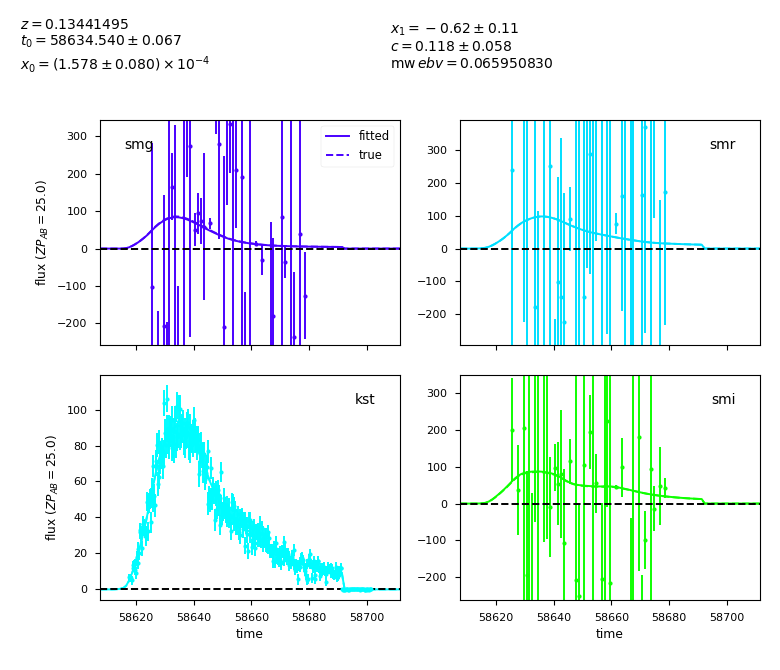 z = 0.13441495
t₀ = 58634.540 ± 0.067
x₀ = (1.578 ± 0.080) × 10⁻⁴
x₁ = −0.62 ± 0.11
c = 0.118 ± 0.058
mw ebv = 0.065950830
smg
fitted
true
300
200
100
0
−100
−200
flux (ZP_AB = 25.0)
smr
300
200
100
0
−100
−200
kst
100
80
60
40
20
0
flux (ZP_AB = 25.0)
58620 58640 58660 58680 58700
time
smi
300
200
100
0
−100
−200
58620 58640 58660 58680 58700
time